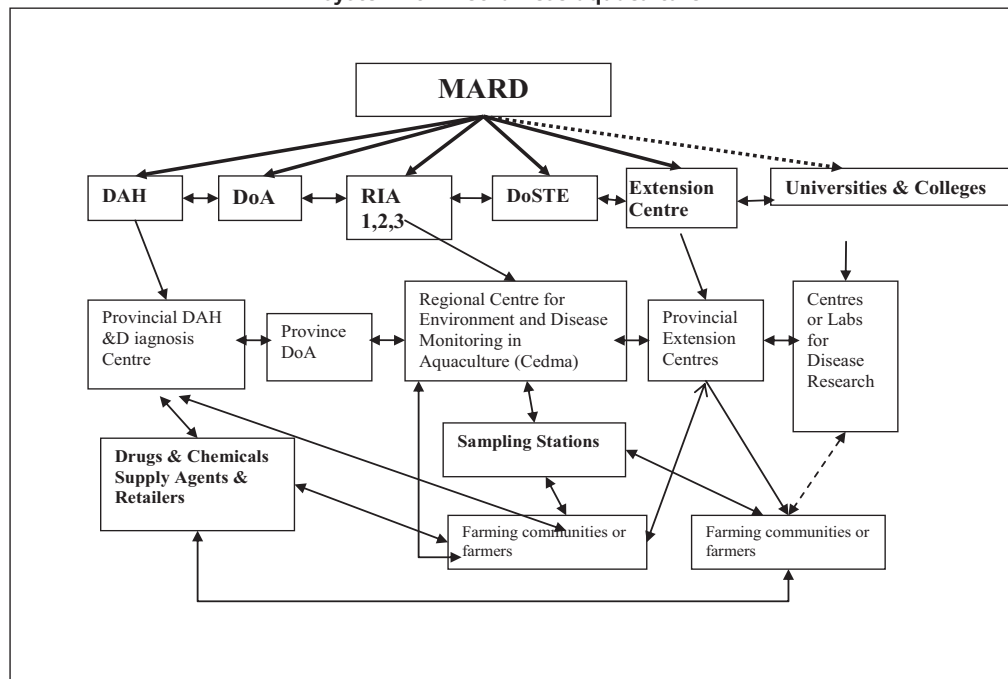 MARD
DAH
DoA
RIA
1,2,3
DoSTE
Extension
Centre
Universities & Colleges
Provincial DAH
&D iagnosis
Centre
Province
DoA
Regional Centre for
Environment and Disease
Monitoring in
Aquaculture (Cedma)
Provincial
Extension
Centres
Centres
or Labs
for
Disease
Research
Drugs & Chemicals
Supply Agents &
Retailers
Sampling Stations
Farming communities or
farmers
Farming communities or
farmers